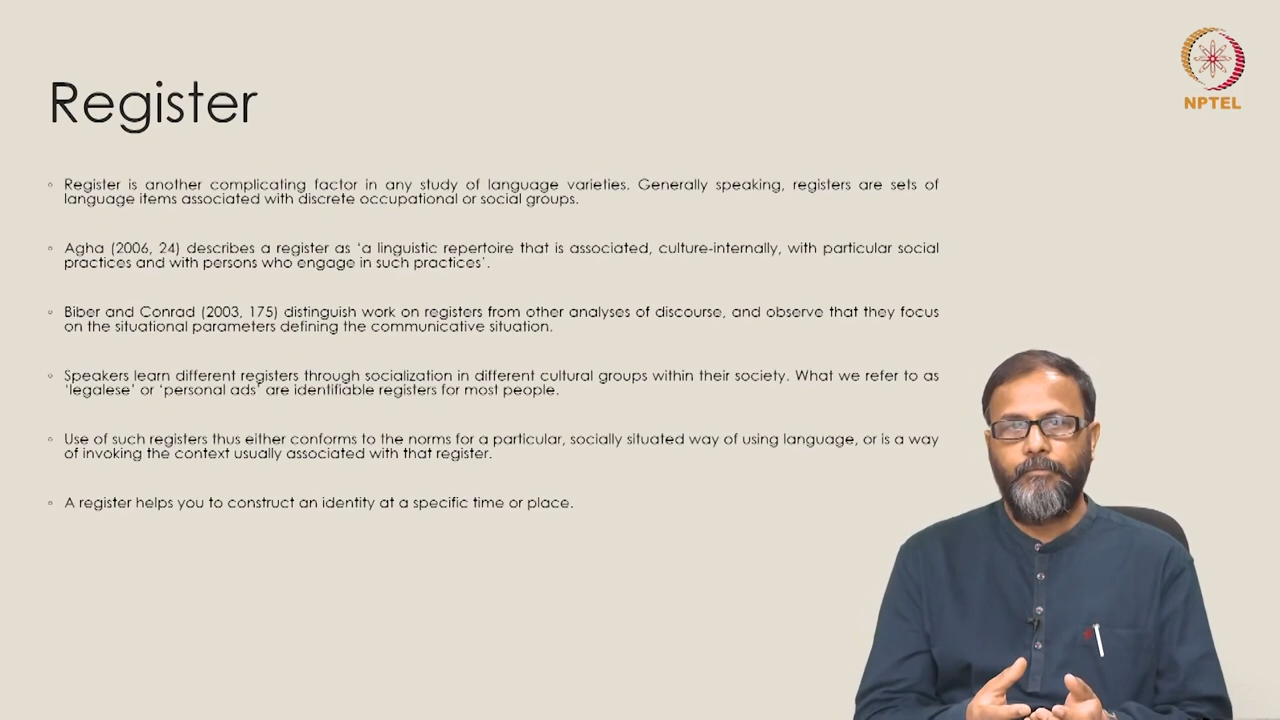 Register
NPTEL
Register is another complicating factor in any study of language varieties. Generally speaking, registers are sets of
language items associated with discrete occupational or social groups.
Agha (2006, 24) describes a register as ‘a linguistic repertoire that is associated, culture-internally, with particular social
practices and with persons who engage in such practices’.
Biber and Conrad (2003, 175) distinguish work on registers from other analyses of discourse, and observe that they focus
on the situational parameters defining the communicative situation.
Speakers learn different registers through socialization in different cultural groups within their society. What we refer to as
‘legalese’ or ‘personal ads’ are identifiable registers for most people.
Use of such registers thus either conforms to the norms for a particular, socially situated way of using language, or is a way
of invoking the context usually associated with that register.
A register helps you to construct an identity at a specific time or place.